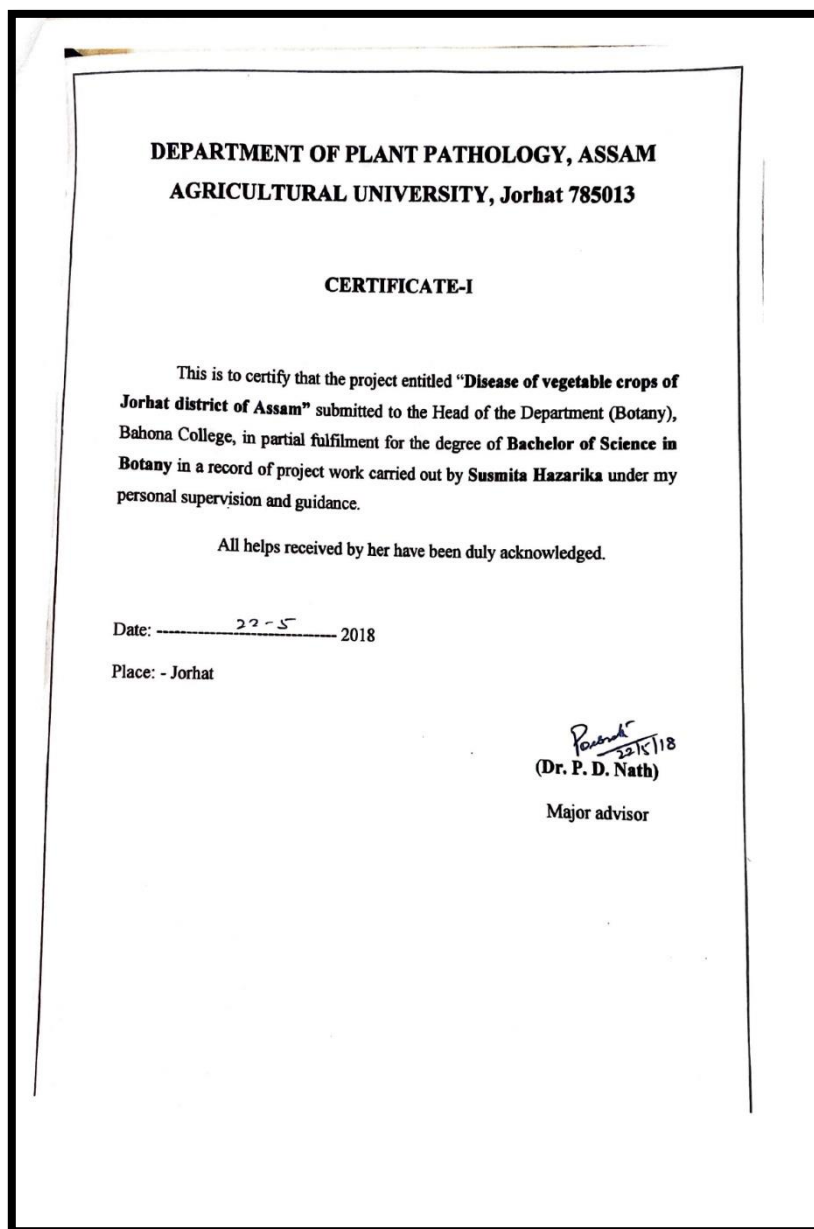 DEPARTMENT OF PLANT PATHOLOGY, ASSAM
AGRICULTURAL UNIVERSITY, Jorhat 785013
CERTIFICATE-I
This is to certify that the project entitled “Disease of vegetable crops of
Jorhat district of Assam” submitted to the Head of the Department (Botany),
Bahona College, in partial fulfilment for the degree of Bachelor of Science in
Botany in a record of project work carried out by Susmita Hazarika under my
personal supervision and guidance.
All helps received by her have been duly acknowledged.
Date: ---------- 22-5 ---------- 2018
Place: - Jorhat
22/5/18
(Dr. P. D. Nath)
Major advisor